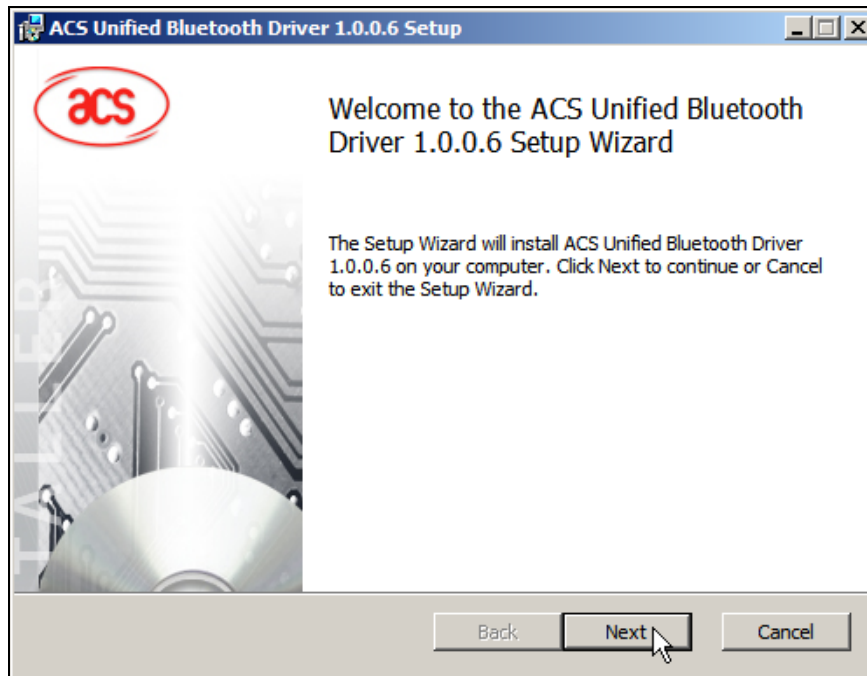 ACS Unified Bluetooth Driver 1.0.0.6 Setup
acs
Welcome to the ACS Unified Bluetooth
Driver 1.0.0.6 Setup Wizard
The Setup Wizard will install ACS Unified Bluetooth Driver
1.0.0.6 on your computer. Click Next to continue or Cancel
to exit the Setup Wizard.
TALLER
Back
Next
Cancel